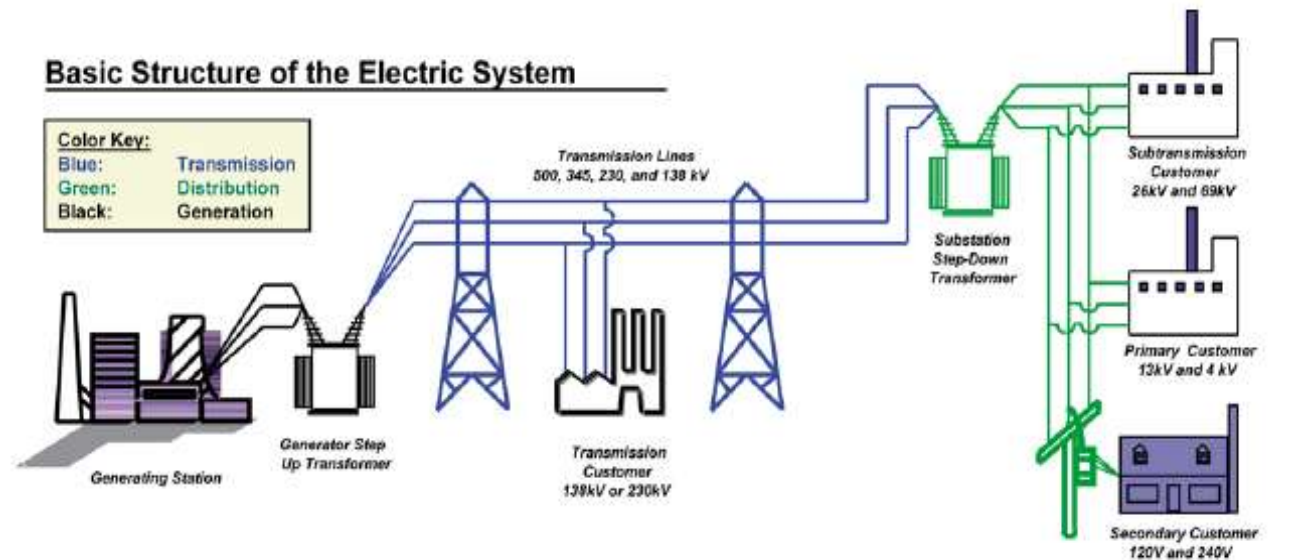 Basic Structure of the Electric System
Color Key:
Blue: Transmission
Green: Distribution
Black: Generation
Transmission Lines
500, 345, 230, and 138 kV
Generating Station
Generator Step
Up Transformer
Transmission
Customer
138kV or 230kV
Substation
Step-Down
Transformer
Subtransmission
Customer
26kV and 69kV
Primary Customer
13kV and 4 kV
Secondary Customer
120V and 240V